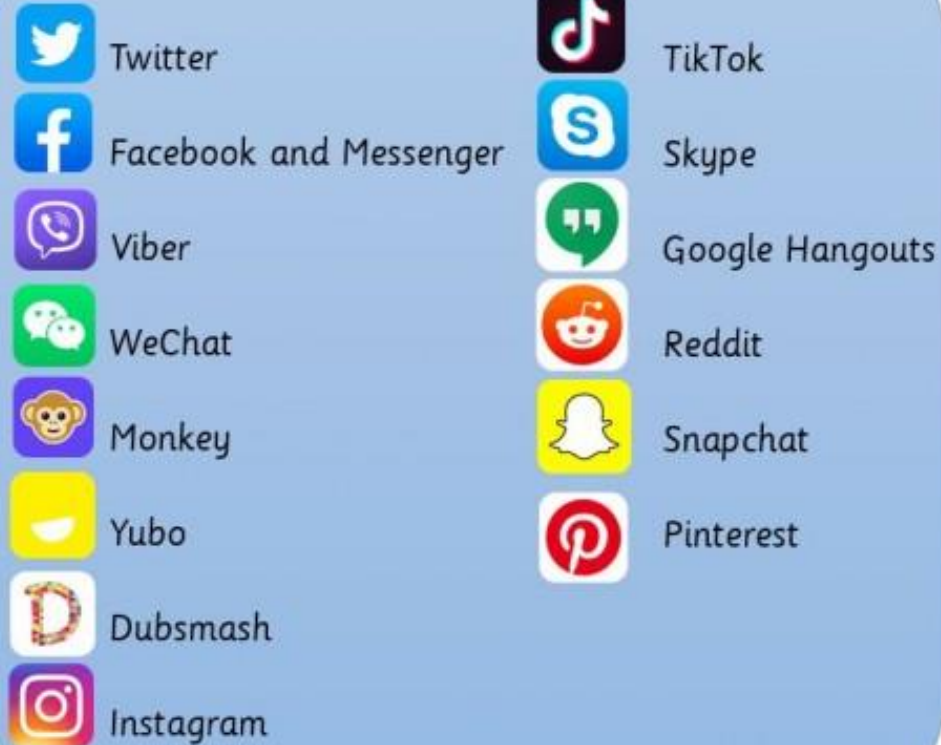 Twitter
Facebook and Messenger
Viber
WeChat
Monkey
Yubo
Dubsmash
Instagram
TikTok
Skype
Google Hangouts
Reddit
Snapchat
Pinterest